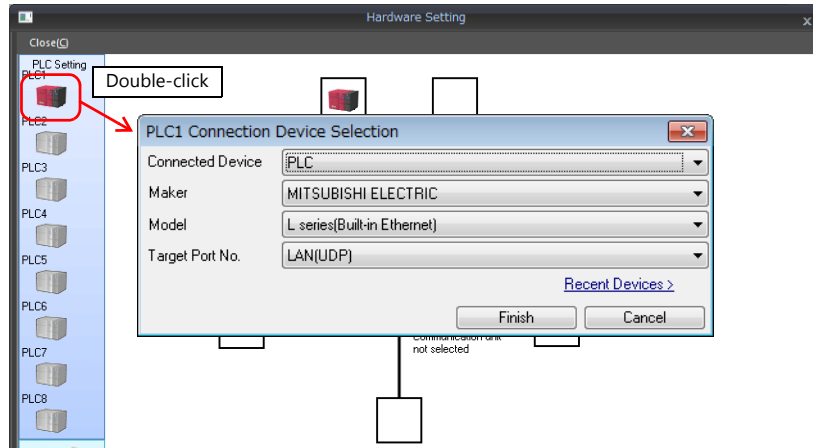 Hardware Setting
x
Close(C)
PLC Setting
PLC1
Double-click
PLC2
PLC3
PLC4
PLC5
PLC6
PLC7
PLC8
PLC1 Connection Device Selection
Connected Device PLC
Maker MITSUBISHI ELECTRIC
Model L series(Built-in Ethernet)
Target Port No. LAN(UDP)
Recent Devices >
Finish Cancel
Communication unit
not selected